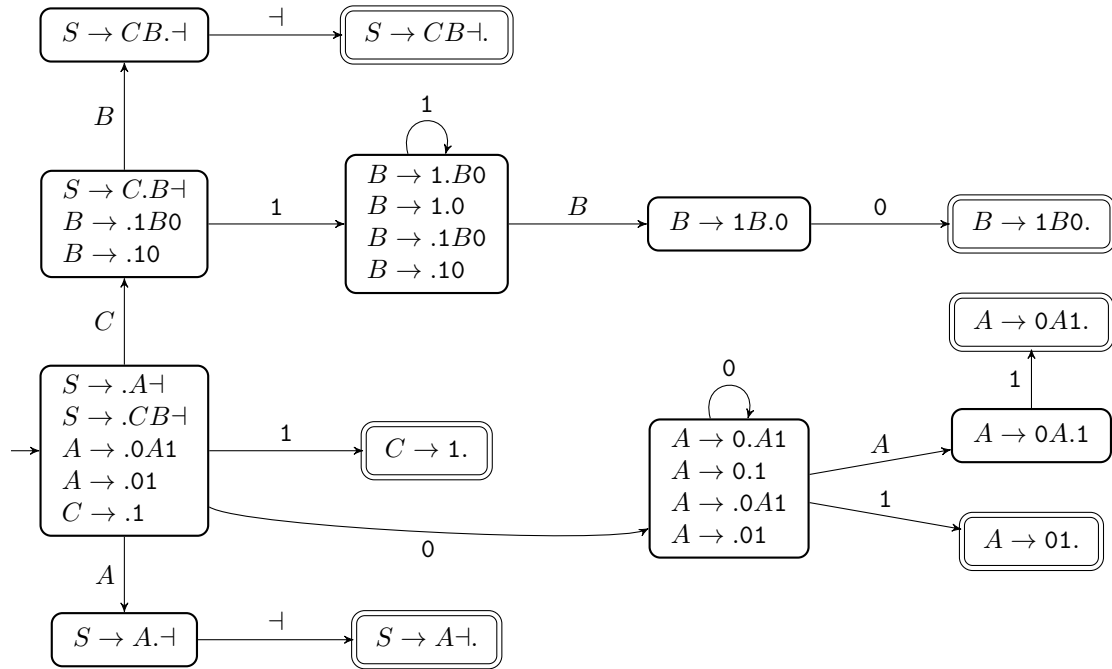 S → CB.⊣
⊣
S → CB⊣.
B
1
S → C.B⊣
B → .1B0
B → .10
1
B → 1.B0
B → 1.0
B → .1B0
B → .10
B
B → 1B.0
0
B → 1B0.
C
A → 0A1.
S → .A⊣
S → .CB⊣
A → .0A1
A → .01
C → .1
1
C → 1.
0
0
A → 0.A1
A → 0.1
A → .0A1
A → .01
A
1
A → 0A.1
1
A → 01.
A
S → A.⊣
⊣
S → A⊣.